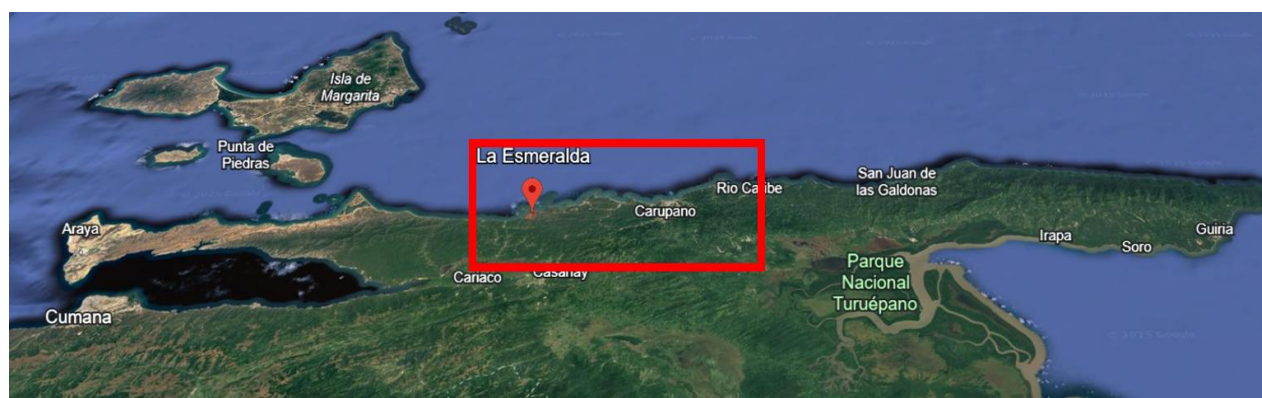 Isla de
Margarita
Punta de
Piedras
La Esmeralda
San Juan de
las Galdonas
Rio Caribe
Carupano
Araya
Guiria
Irapa
Soro
Parque
Nacional
Turuépano
Cariaco
Casanay
Cumana